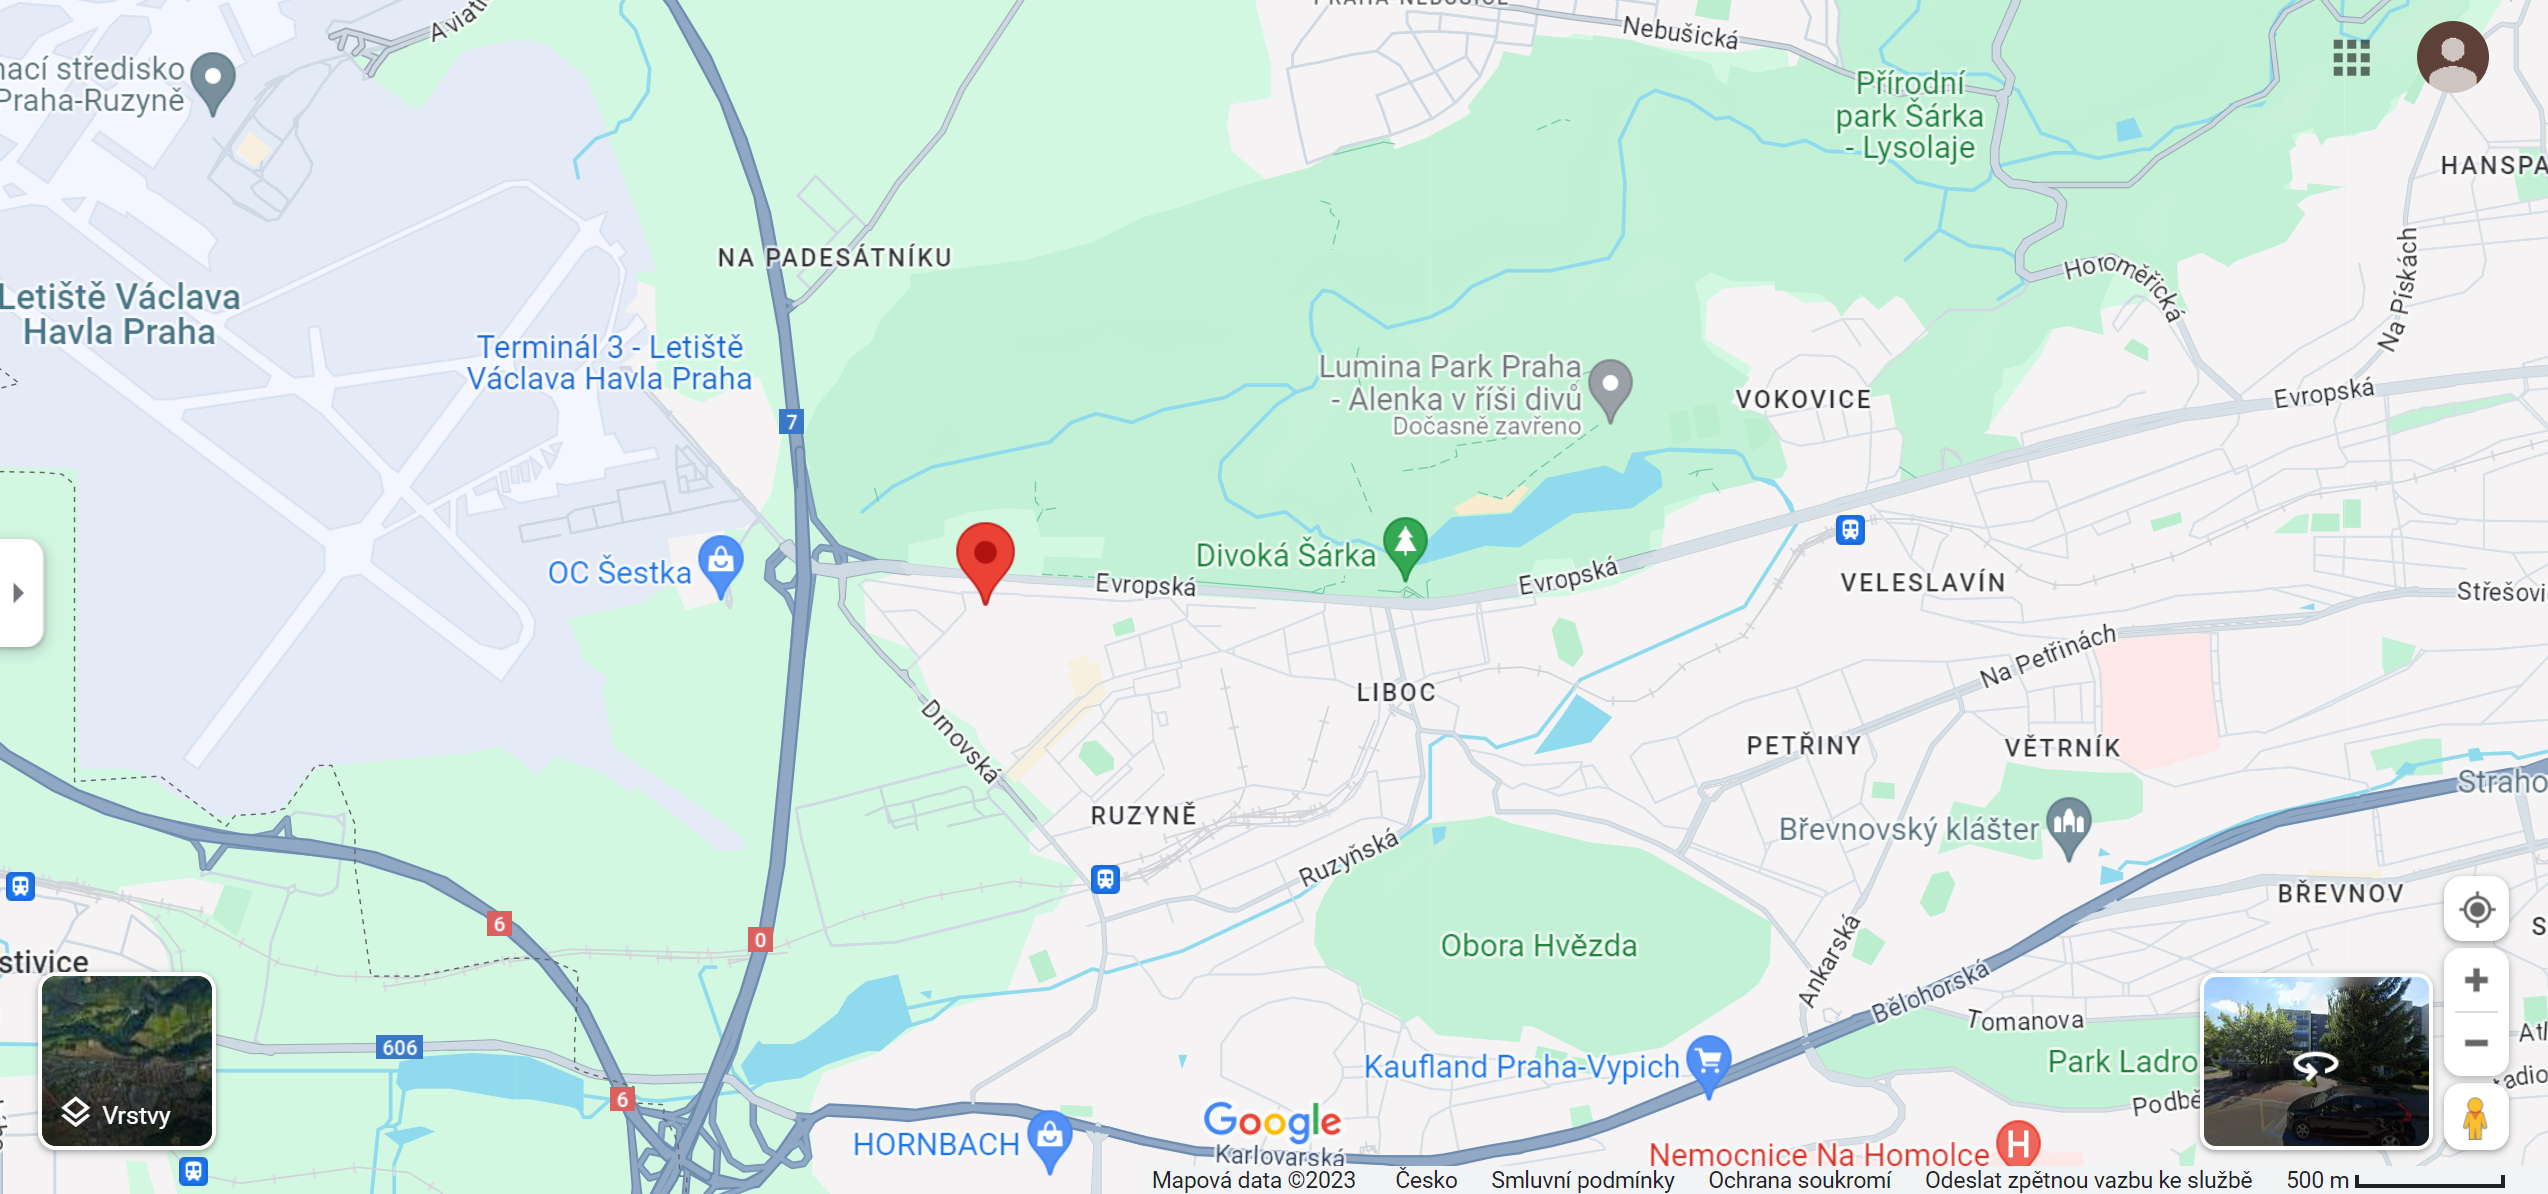 Nebušická
nací středisko
Praha-Ruzyně
Přírodní
park Šárka
- Lysolaje
HANSPA
NA PADESÁTNÍKU
Horoměřická
Na Pískách
Letiště Václava
Havla Praha
Terminál 3 - Letiště
Václava Havla Praha
Lumina Park Praha
- Alenka v říši divů
Dočasně zavřeno
VOKOVICE
Evropská
7
OC Šestka
Divoká Šárka
Evropská
Evropská
VELESLAVÍN
Střešovi
Na Petřinách
LIBOC
Drnovská
PETŘINY
VĚTRNÍK
Straho
RUZYNĚ
Břevnovský klášter
Ruzyňská
BŘEVNOV
6
0
Obora Hvězda
Ankarská
stivice
Bělohorská
Tomanova
606
Kaufland Praha-Vypich
Park Ladro
6
Podbě
Vrstvy
HORNBACH
Google
Karlovarská
Nemocnice Na Homolce
H
Mapová data ©2023 Česko Smluvní podmínky Ochrana soukromí Odeslat zpětnou vazbu ke službě 500 m